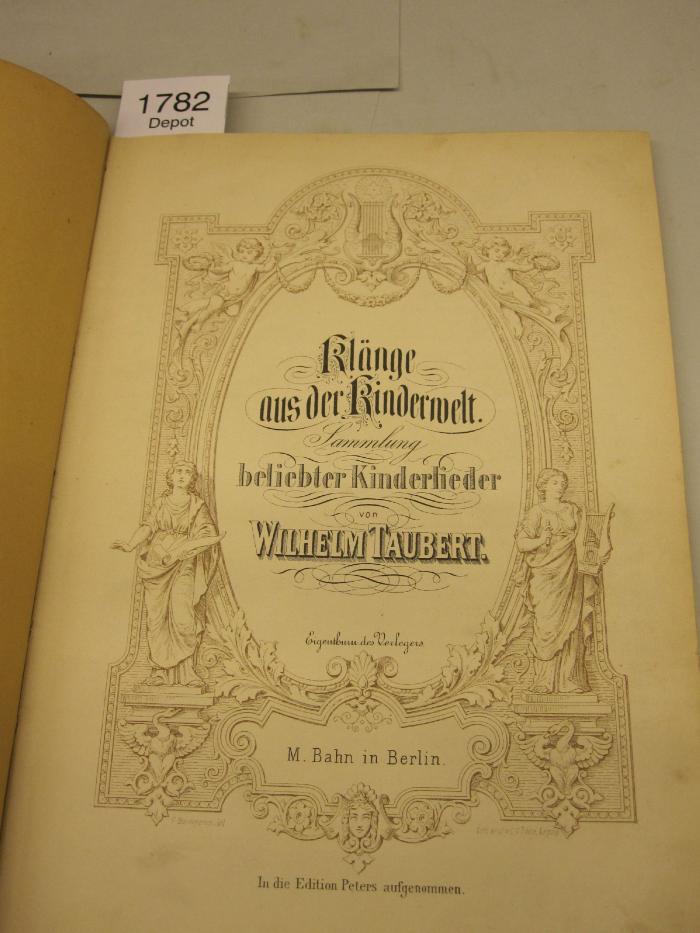 1782
Depot
Klänge
aus der Kinderwelt.
Sammlung
beliebter Kinderlieder
von
WILHELM TAUBERT.
Eigenthum des Verlegers
M. Bahn in Berlin.
In die Edition Peters aufgenommen.